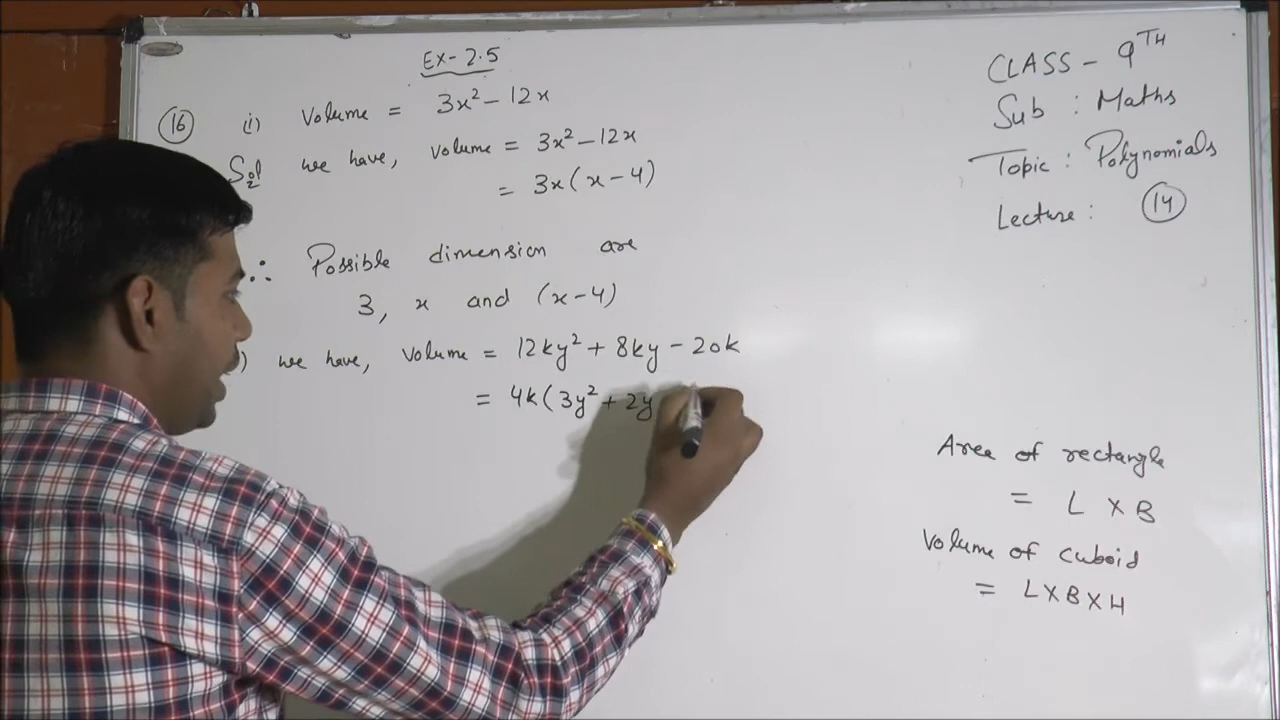 Ex-2.5
16 (i) Volume = 3x² - 12x
Sol we have, volume = 3x² - 12x
= 3x(x-4)
∴ Possible dimension are
3, x and (x-4)
) we have, Volume = 12ky² + 8ky - 20k
= 4k(3y² + 2y
CLASS - 9TH
Sub : Maths
Topic : Polynomials
Lecture : 14
Area of rectangle
= L × B
Volume of cuboid
= L×B×H